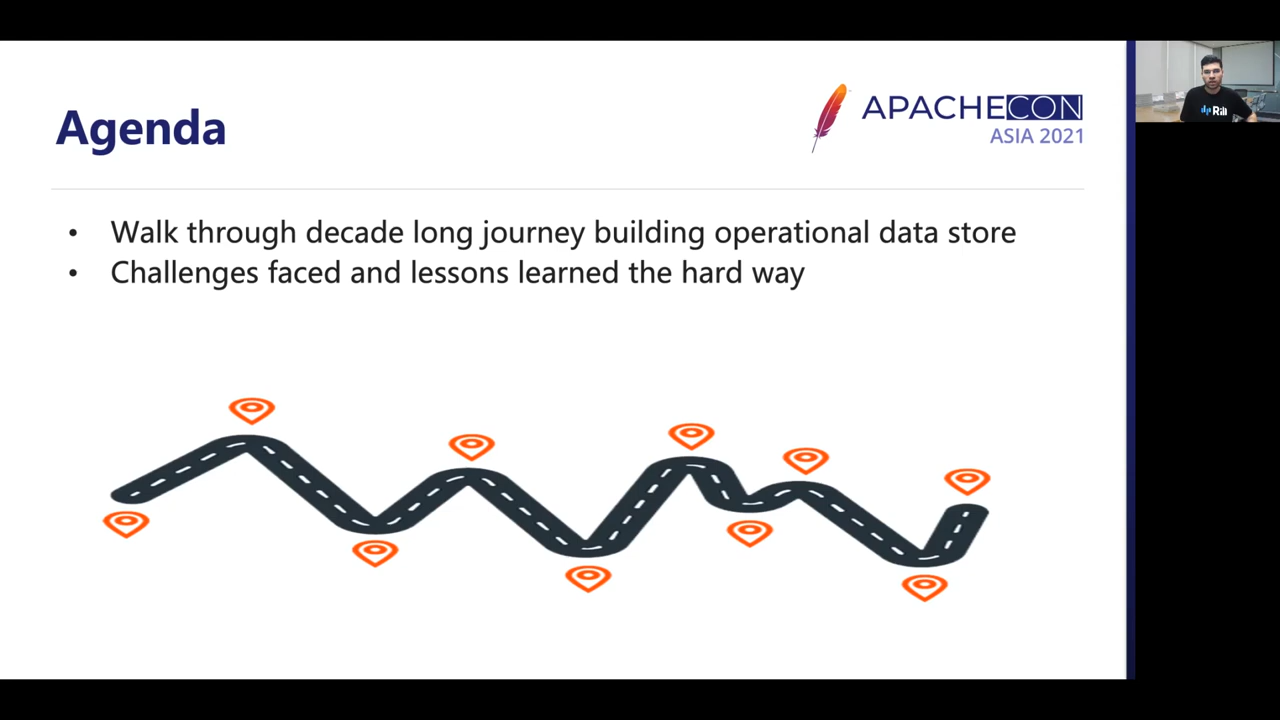 Agenda
APACHECON
ASIA 2021
• Walk through decade long journey building operational data store
• Challenges faced and lessons learned the hard way
Rill